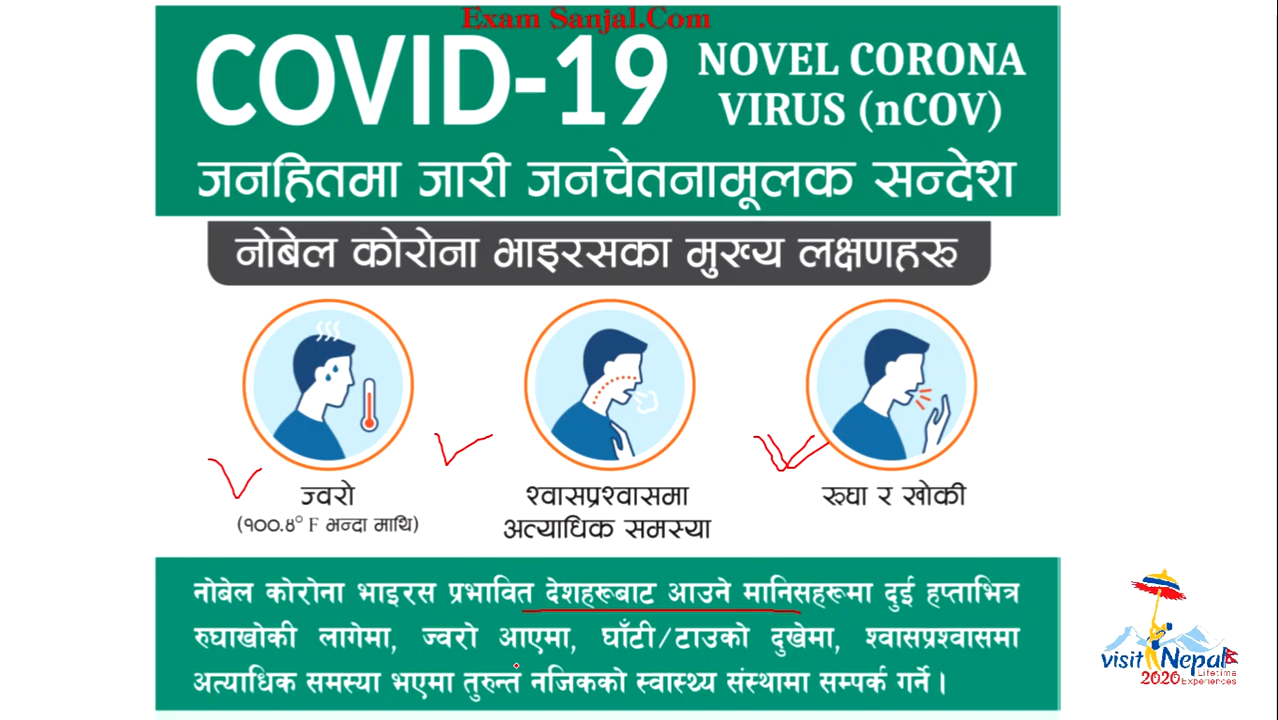 Exam Sanjal.Com
COVID-19
NOVEL CORONA
VIRUS (nCOV)
जनहितमा जारी जनचेतनामूलक सन्देश
नोबेल कोरोना भाइरसका मुख्य लक्षणहरु
ज्वरो
(१००.४° F भन्दा माथि)
श्वासप्रश्वासमा
अत्याधिक समस्या
रुघा र खोकी
नोबेल कोरोना भाइरस प्रभावित देशहरूबाट आउने मानिसहरूमा दुई हप्ताभित्र
रुघाखोकी लागेमा, ज्वरो आएमा, घाँटी/टाउको दुखेमा, श्वासप्रश्वासमा
अत्याधिक समस्या भएमा तुरुन्त नजिकको स्वास्थ्य संस्थामा सम्पर्क गर्ने।
visit Nepal
2020 Lifetime
Experiences